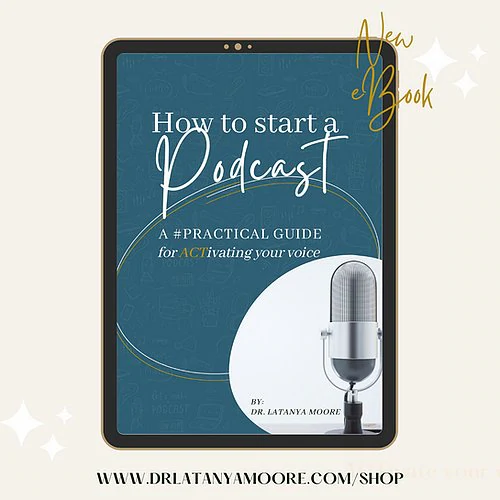 New
eBook
How to start a
Podcast
A #PRACTICAL GUIDE
for ACTivating your voice
BY:
DR. LATANYA MOORE
WWW.DRLATANYAMOORE.COM/SHOP